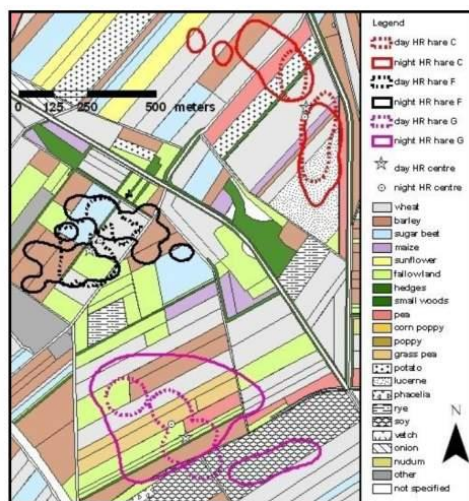 0 125 250 500 meters
Legend
day HR hare C
night HR hare C
day HR hare F
night HR hare F
day HR hare G
night HR hare G
day HR centre
night HR centre
wheat
barley
sugar beet
maize
sunflower
fallowland
hedges
small woods
pea
corn poppy
poppy
grass pea
potato
lucerne
phacelia
rye
soy
vetch
onion
nudum
other
not specified
N